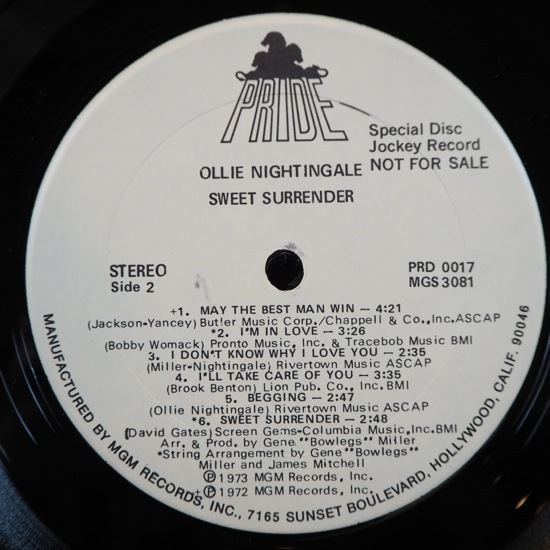 PRIDE
Special Disc
Jockey Record
NOT FOR SALE
OLLIE NIGHTINGALE
SWEET SURRENDER
STEREO
Side 2
PRD 0017
MGS 3081
+1. MAY THE BEST MAN WIN — 4:21
(Jackson-Yancey) Butler Music Corp./Chappell & Co., Inc. ASCAP
*2. I'M IN LOVE — 3:26
(Bobby Womack) Pronto Music, Inc. & Tracebob Music BMI
3. I DON'T KNOW WHY I LOVE YOU — 2:35
(Miller-Nightingale) Rivertown Music ASCAP
4. I'LL TAKE CARE OF YOU — 3:35
(Brook Benton) Lion Pub. Co., Inc. BMI
5. BEGGING — 2:47
(Ollie Nightingale) Rivertown Music ASCAP
*6. SWEET SURRENDER — 2:48
(David Gates) Screen Gems-Columbia Music, Inc. BMI
Arr. & Prod. by Gene "Bowlegs" Miller
*String Arrangement by Gene "Bowlegs"
Miller and James Mitchell
Ⓟ 1973 MGM Records, Inc.
+Ⓟ 1972 MGM Records, Inc.
MANUFACTURED BY MGM RECORDS, INC., 7165 SUNSET BOULEVARD, HOLLYWOOD, CALIF. 90046